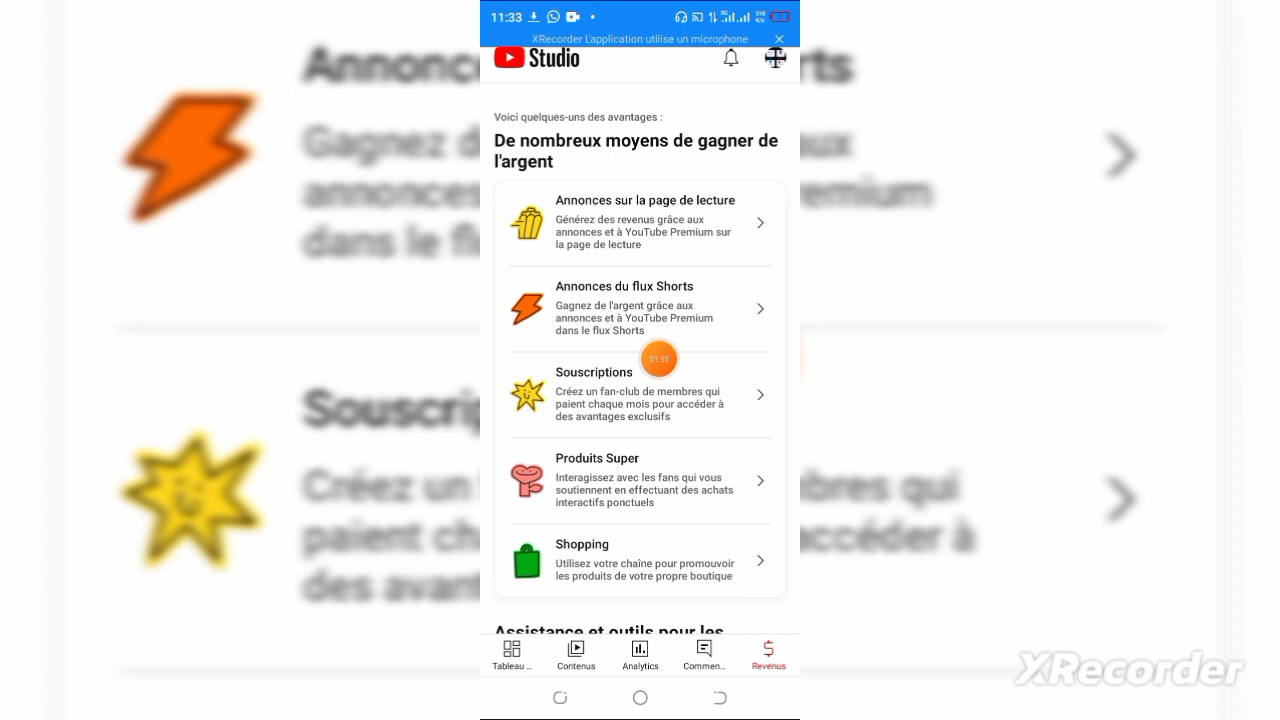 11:33
XRecorder L'application utilise un microphone
Studio
Voici quelques-uns des avantages :
De nombreux moyens de gagner de
l'argent
Annonces sur la page de lecture
Générez des revenus grâce aux
annonces et à YouTube Premium sur
la page de lecture
Annonces du flux Shorts
Gagnez de l'argent grâce aux
annonces et à YouTube Premium
dans le flux Shorts
01:50
Souscriptions
Créez un fan-club de membres qui
paient chaque mois pour accéder à
des avantages exclusifs
Produits Super
Interagissez avec les fans qui vous
soutiennent en effectuant des achats
interactifs ponctuels
Shopping
Utilisez votre chaîne pour promouvoir
les produits de votre propre boutique
Assistance et outils pour les
Tableau ... Contenus Analytics Commen... Revenus
XRecorder